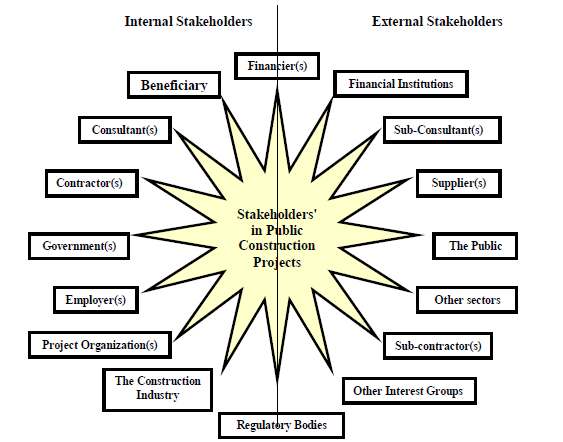 Internal Stakeholders
External Stakeholders
Financier(s)
Beneficiary
Financial Institutions
Consultant(s)
Sub-Consultant(s)
Contractor(s)
Supplier(s)
Stakeholders'
in Public
Construction
Projects
Government(s)
The Public
Employer(s)
Other sectors
Project Organization(s)
Sub-contractor(s)
The Construction
Industry
Other Interest Groups
Regulatory Bodies